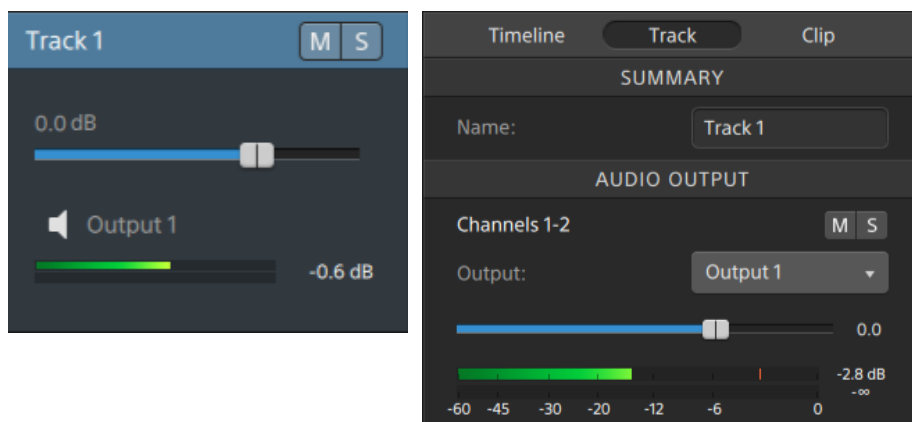 Track 1 M S
0.0 dB
Output 1
-0.6 dB
Timeline Track Clip
SUMMARY
Name: Track 1
AUDIO OUTPUT
Channels 1-2 M S
Output: Output 1
0.0
-2.8 dB
-∞
-60 -45 -30 -20 -12 -6 0